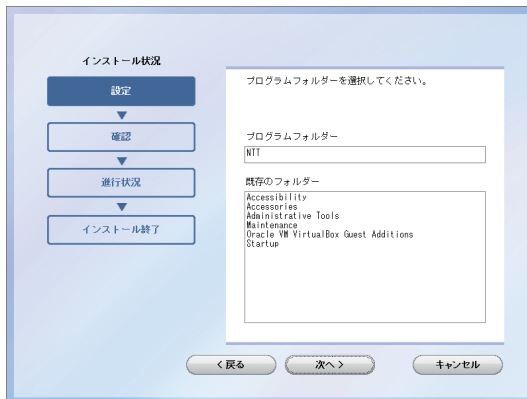 インストール状況
設定
確認
進行状況
インストール終了
プログラムフォルダーを選択してください。
プログラムフォルダー
NTT
既存のフォルダー
Accessibility
Accessories
Administrative Tools
Maintenance
Oracle VM VirtualBox Guest Additions
Startup
< 戻る
次へ >
キャンセル